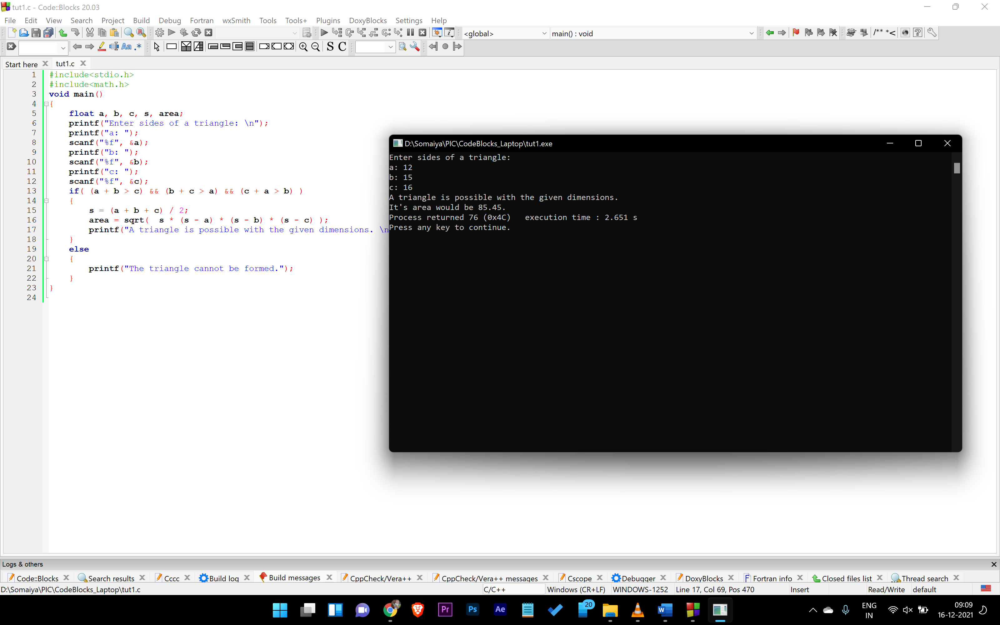 tut1.c - Code::Blocks 20.03
File Edit View Search Project Build Debug Fortran wxSmith Tools Tools+ Plugins DoxyBlocks Settings Help
<global> main() : void /** *<
Aa .* S C
Start here tut1.c
1 #include<stdio.h>
2 #include<math.h>
3 void main()
4 {
5 float a, b, c, s, area;
6 printf("Enter sides of a triangle: \n");
7 printf("a: ");
8 scanf("%f", &a);
9 printf("b: ");
10 scanf("%f", &b);
11 printf("c: ");
12 scanf("%f", &c);
13 if( (a + b > c) && (b + c > a) && (c + a > b) )
14 {
15 s = (a + b + c) / 2;
16 area = sqrt( s * (s - a) * (s - b) * (s - c) );
17 printf("A triangle is possible with the given dimensions. \n
18 }
19 else
20 {
21 printf("The triangle cannot be formed.");
22 }
23 }
24
D:\Somaiya\PIC\CodeBlocks_Laptop\tut1.exe
Enter sides of a triangle:
a: 12
b: 15
c: 16
A triangle is possible with the given dimensions.
It's area would be 85.45.
Process returned 76 (0x4C) execution time : 2.651 s
Press any key to continue.
Logs & others
Code::Blocks Search results Cccc Build log Build messages CppCheck/Vera++ CppCheck/Vera++ messages Cscope Debugger DoxyBlocks Fortran info Closed files list Thread search
D:\Somaiya\PIC\CodeBlocks_Laptop\tut1.c C/C++ Windows (CR+LF) WINDOWS-1252 Line 17, Col 69, Pos 470 Insert Read/Write default
Pr Ps Ae 20 W ENG 09:09
IN 16-12-2021